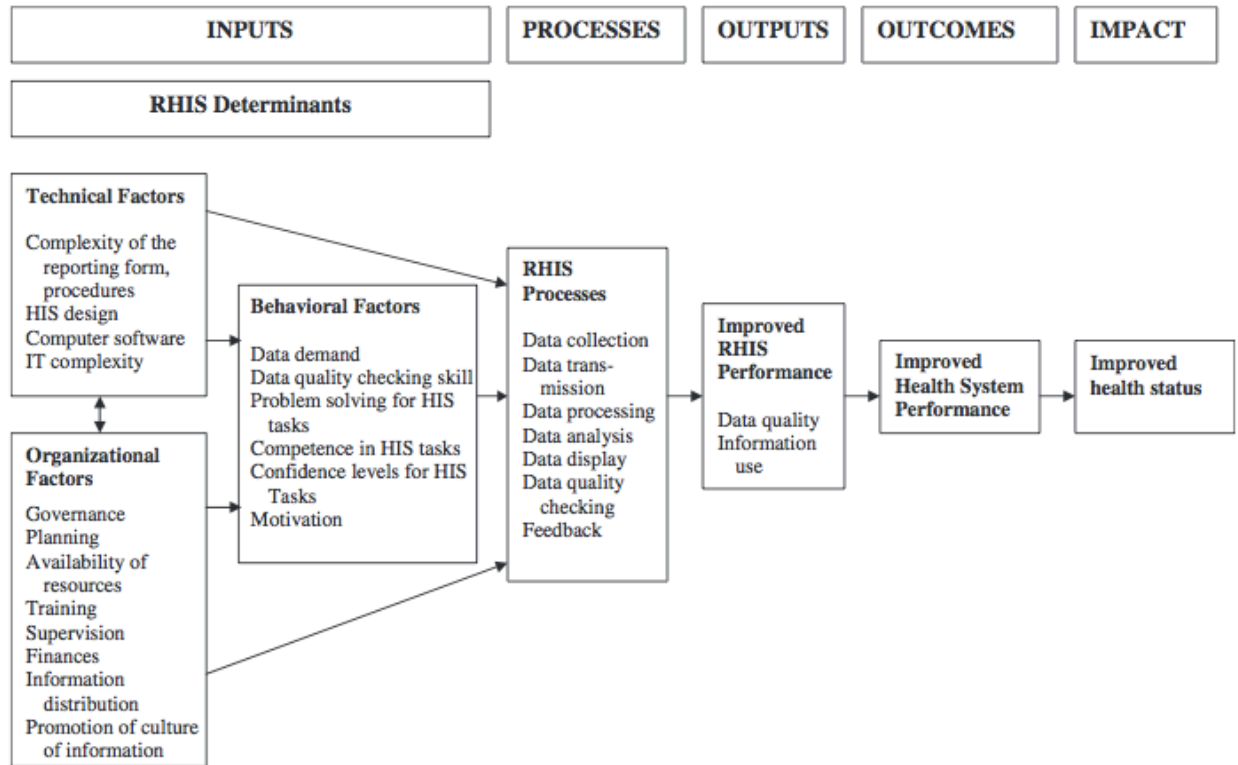 INPUTS
PROCESSES
OUTPUTS
OUTCOMES
IMPACT
RHIS Determinants
Technical Factors
Complexity of the
reporting form,
procedures
HIS design
Computer software
IT complexity
Organizational
Factors
Governance
Planning
Availability of
resources
Training
Supervision
Finances
Information
distribution
Promotion of culture
of information
Behavioral Factors
Data demand
Data quality checking skill
Problem solving for HIS
tasks
Competence in HIS tasks
Confidence levels for HIS
Tasks
Motivation
RHIS
Processes
Data collection
Data trans-
mission
Data processing
Data analysis
Data display
Data quality
checking
Feedback
Improved
RHIS
Performance
Data quality
Information
use
Improved
Health System
Performance
Improved
health status